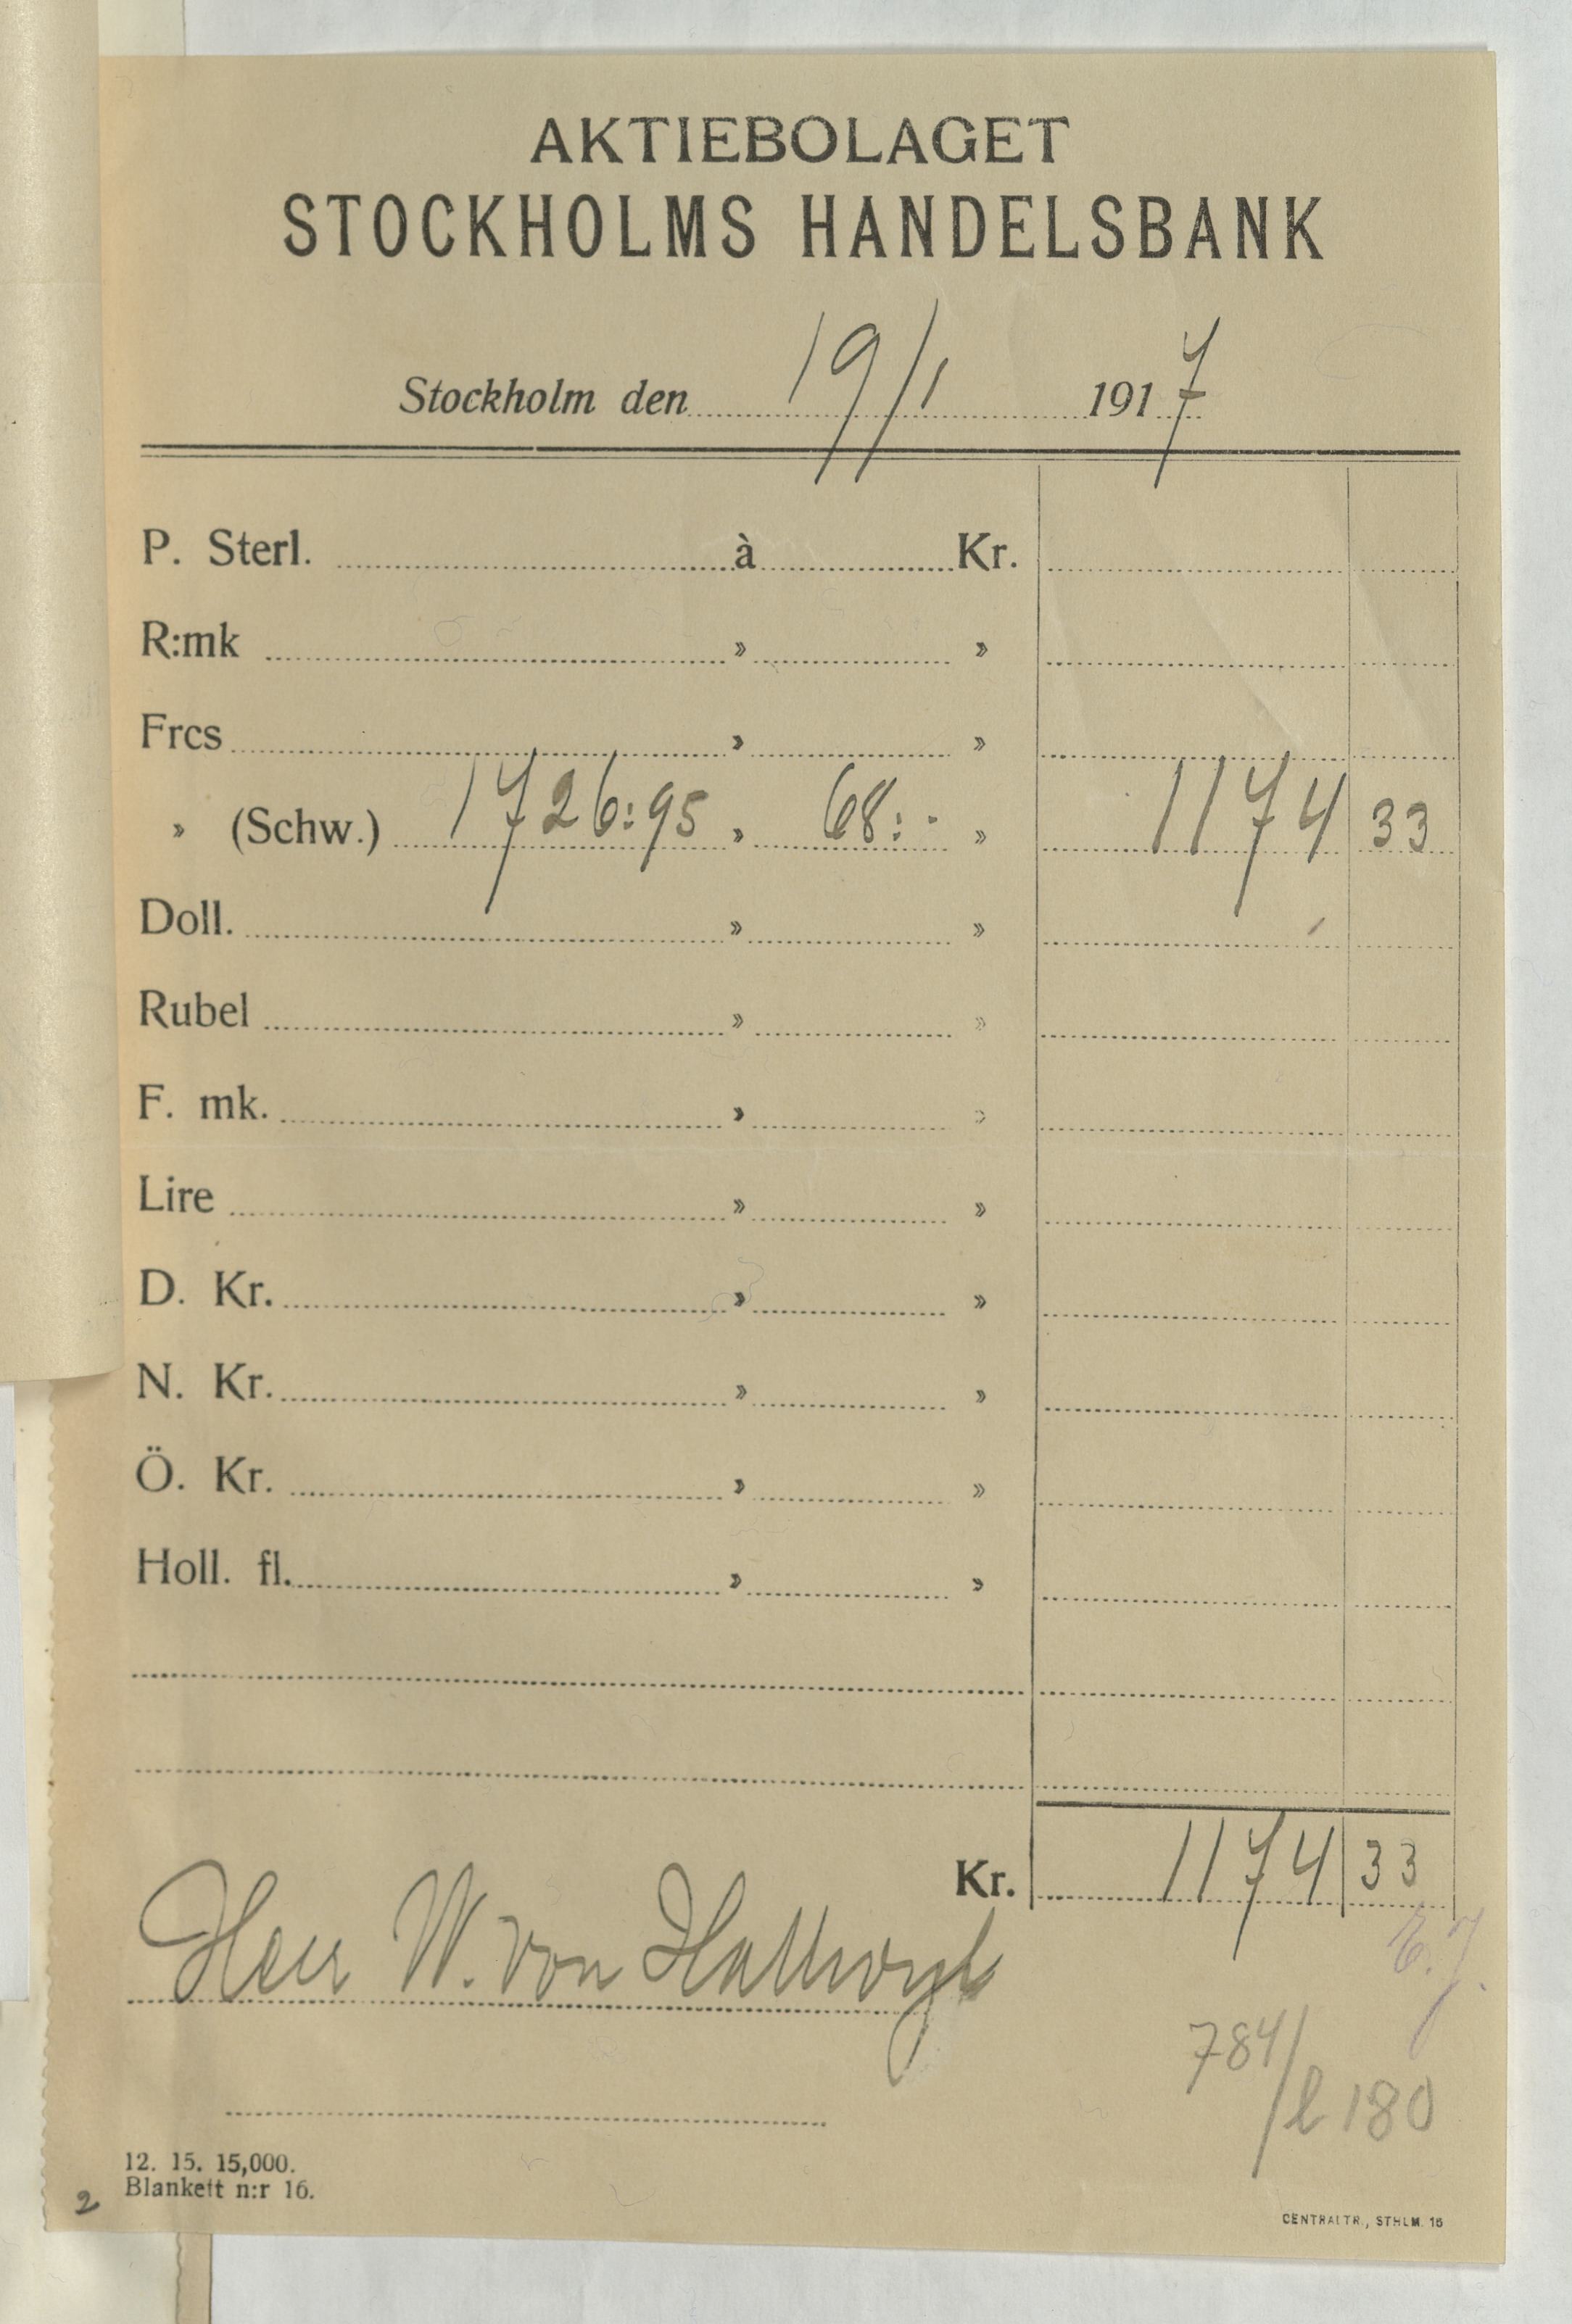 AKTIEBOLAGET
STOCKHOLMS HANDELSBANK
Stockholm den 19/1 1917
P. Sterl. à Kr.
R:mk » »
Frcs » »
» (Schw.) 1726:95 » 68:- » 1174 33
Doll. » »
Rubel » »
F. mk. » »
Lire » »
D. Kr. » »
N. Kr. » »
Ö. Kr. » »
Holl. fl. » »
Kr. 1174 33
Herr W. von Hallwyl
E.J.
784/l 180
12. 15. 15,000.
Blankett n:r 16.
2
CENTRALTR., STHLM. 15